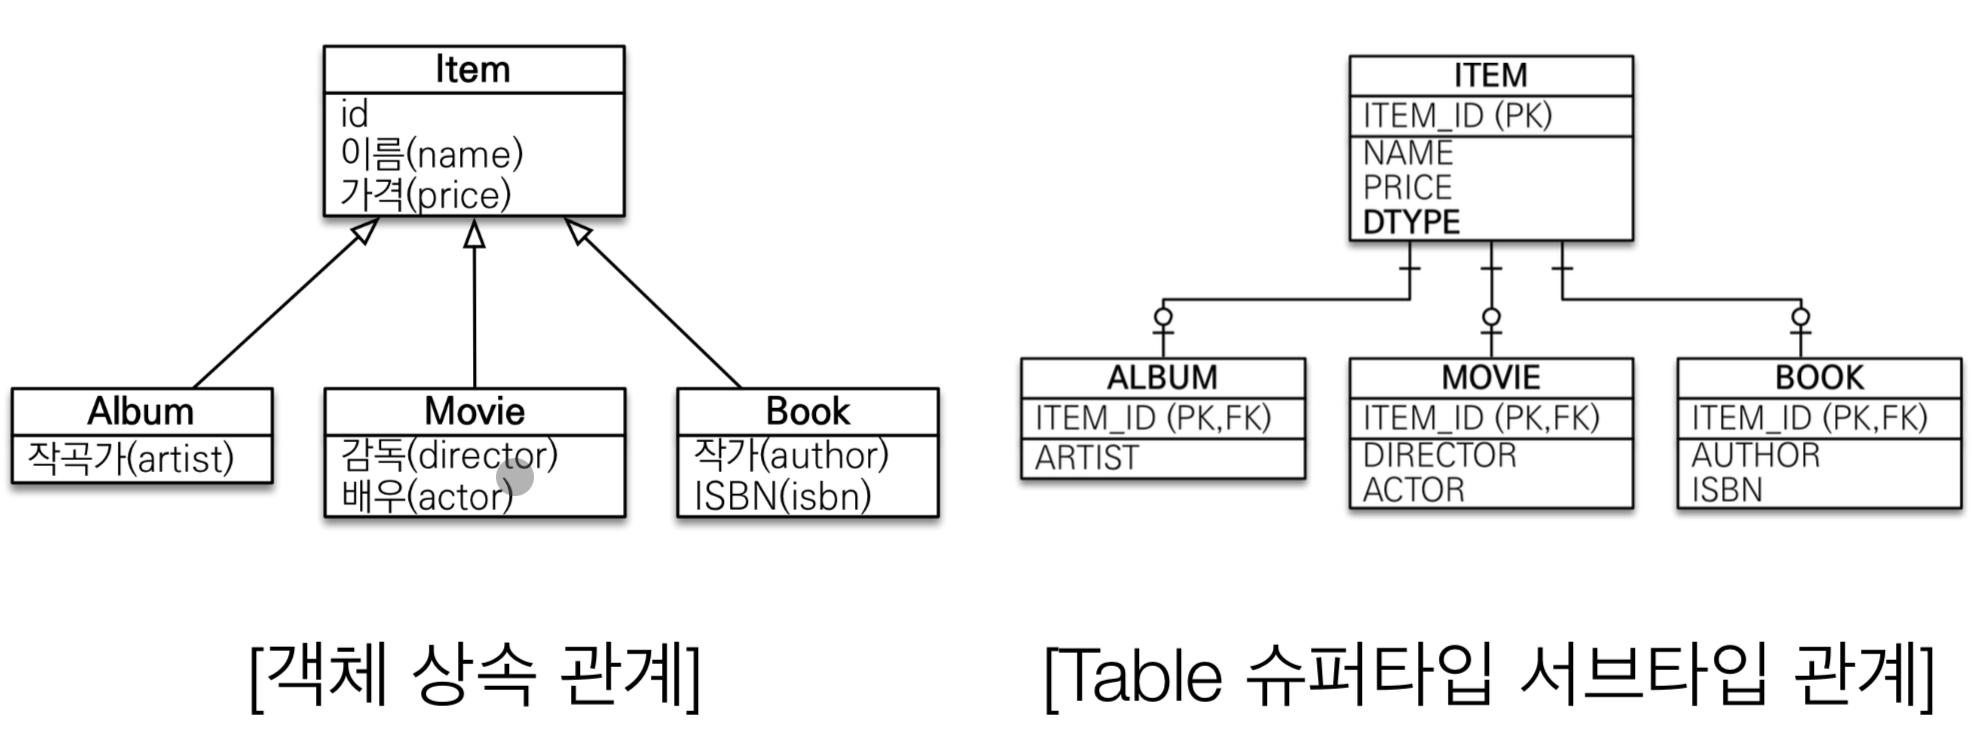 Item
id
이름(name)
가격(price)
Album
작곡가(artist)
Movie
감독(director)
배우(actor)
Book
작가(author)
ISBN(isbn)
[객체 상속 관계]
ITEM
ITEM_ID (PK)
NAME
PRICE
DTYPE
ALBUM
ITEM_ID (PK,FK)
ARTIST
MOVIE
ITEM_ID (PK,FK)
DIRECTOR
ACTOR
BOOK
ITEM_ID (PK,FK)
AUTHOR
ISBN
[Table 슈퍼타입 서브타입 관계]